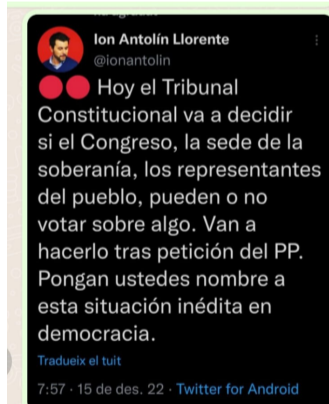 Ion Antolín Llorente
@ionantolin
Hoy el Tribunal
Constitucional va a decidir
si el Congreso, la sede de la
soberanía, los representantes
del pueblo, pueden o no
votar sobre algo. Van a
hacerlo tras petición del PP.
Pongan ustedes nombre a
esta situación inédita en
democracia.
Tradueix el tuit
7:57 · 15 de des. 22 · Twitter for Android